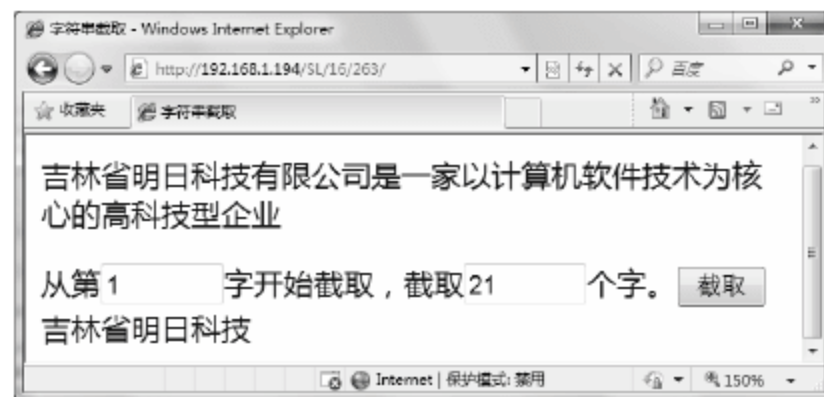 字符串截取 - Windows Internet Explorer
http://192.168.1.194/SL/16/263/
百度
收藏夹
字符串截取
吉林省明日科技有限公司是一家以计算机软件技术为核
心的高科技型企业
从第1字开始截取，截取21个字。 截取
吉林省明日科技
Internet | 保护模式: 禁用
150%